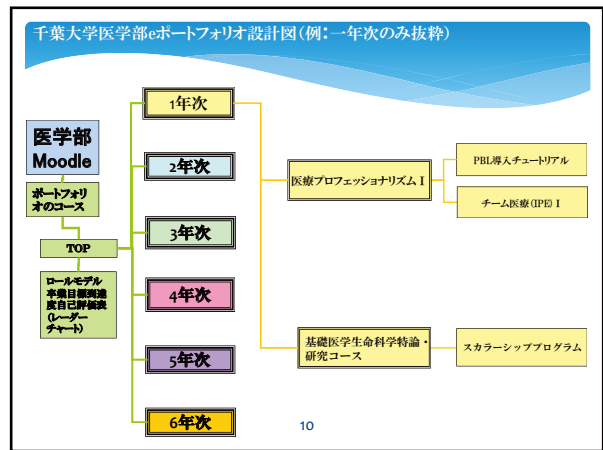 千葉大学医学部eポートフォリオ設計図(例:一年次のみ抜粋)
医学部
Moodle
ポートフォリ
オのコース
TOP
ロールモデル
卒業目標到達
度自己評価表
(レーダー
チャート)
1年次
2年次
3年次
4年次
5年次
6年次
医療プロフェッショナリズムⅠ
PBL導入チュートリアル
チーム医療(IPE)Ⅰ
基礎医学生命科学特論・
研究コース
スカラーシッププログラム
10